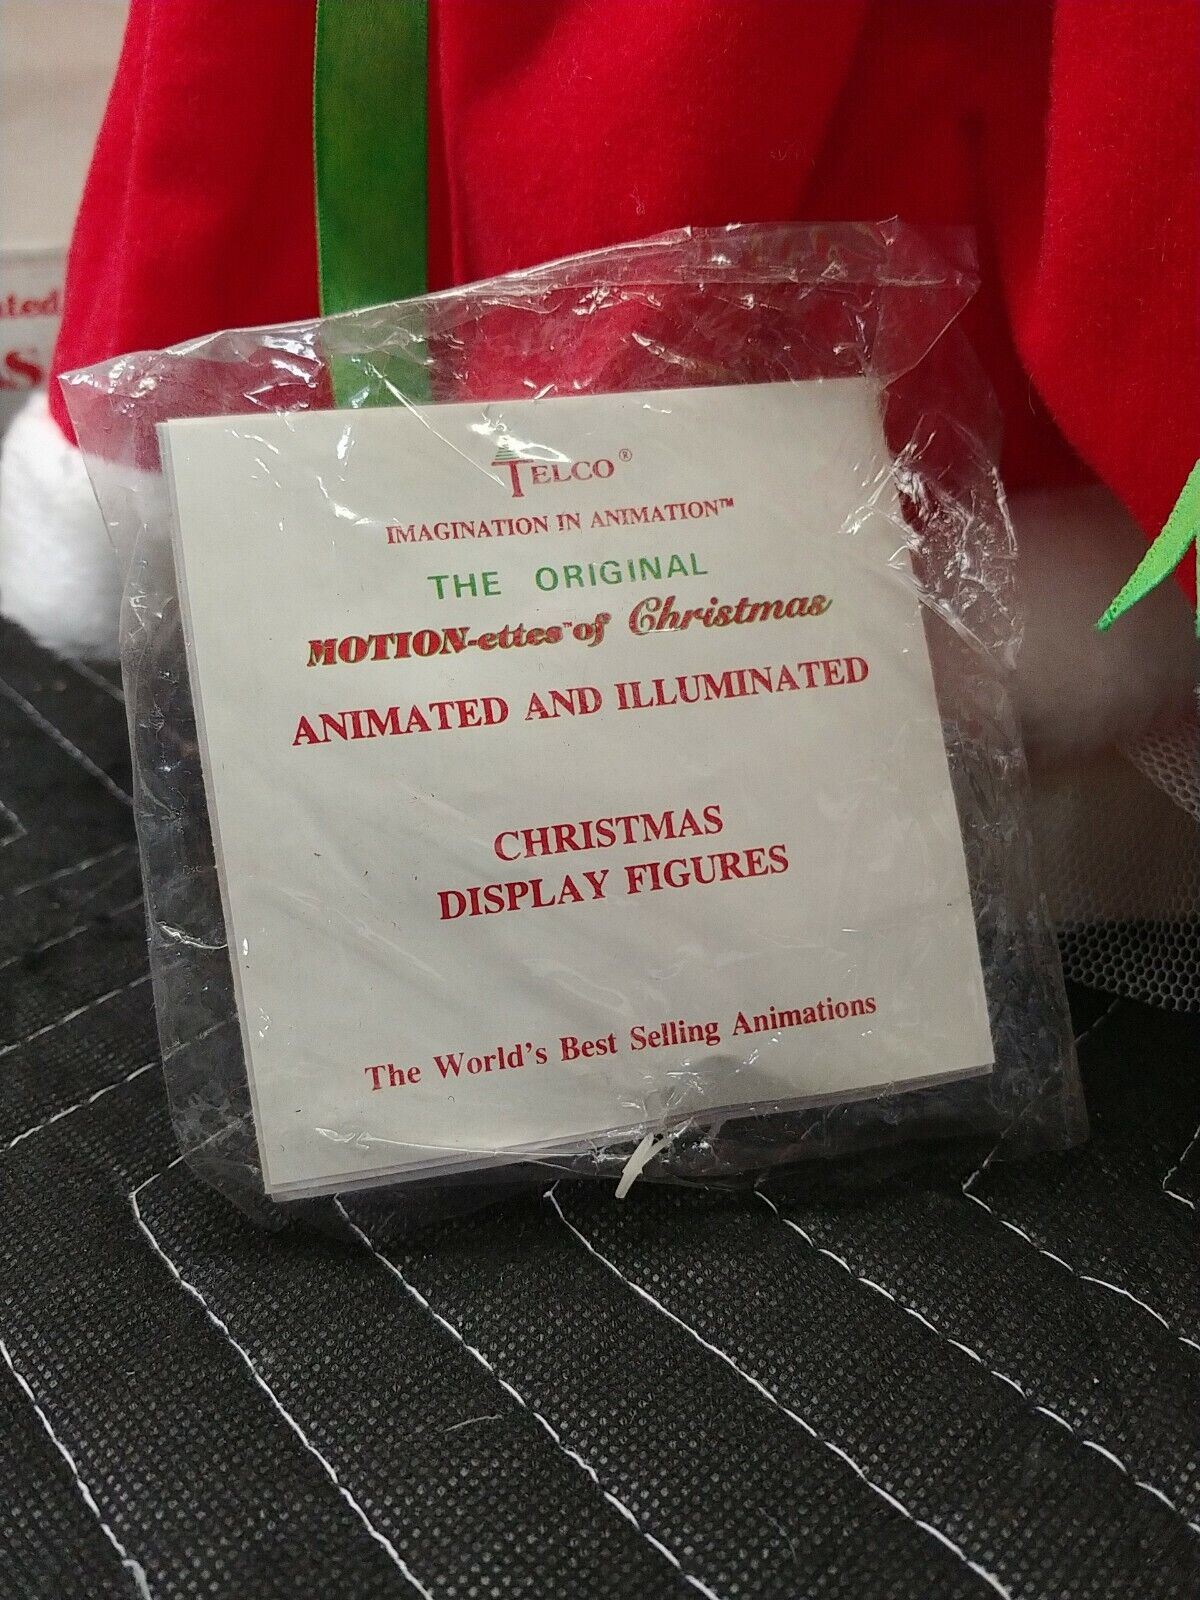 TELCO®
IMAGINATION IN ANIMATION™
THE ORIGINAL
MOTION-ettes™ of Christmas
ANIMATED AND ILLUMINATED
CHRISTMAS
DISPLAY FIGURES
The World's Best Selling Animations